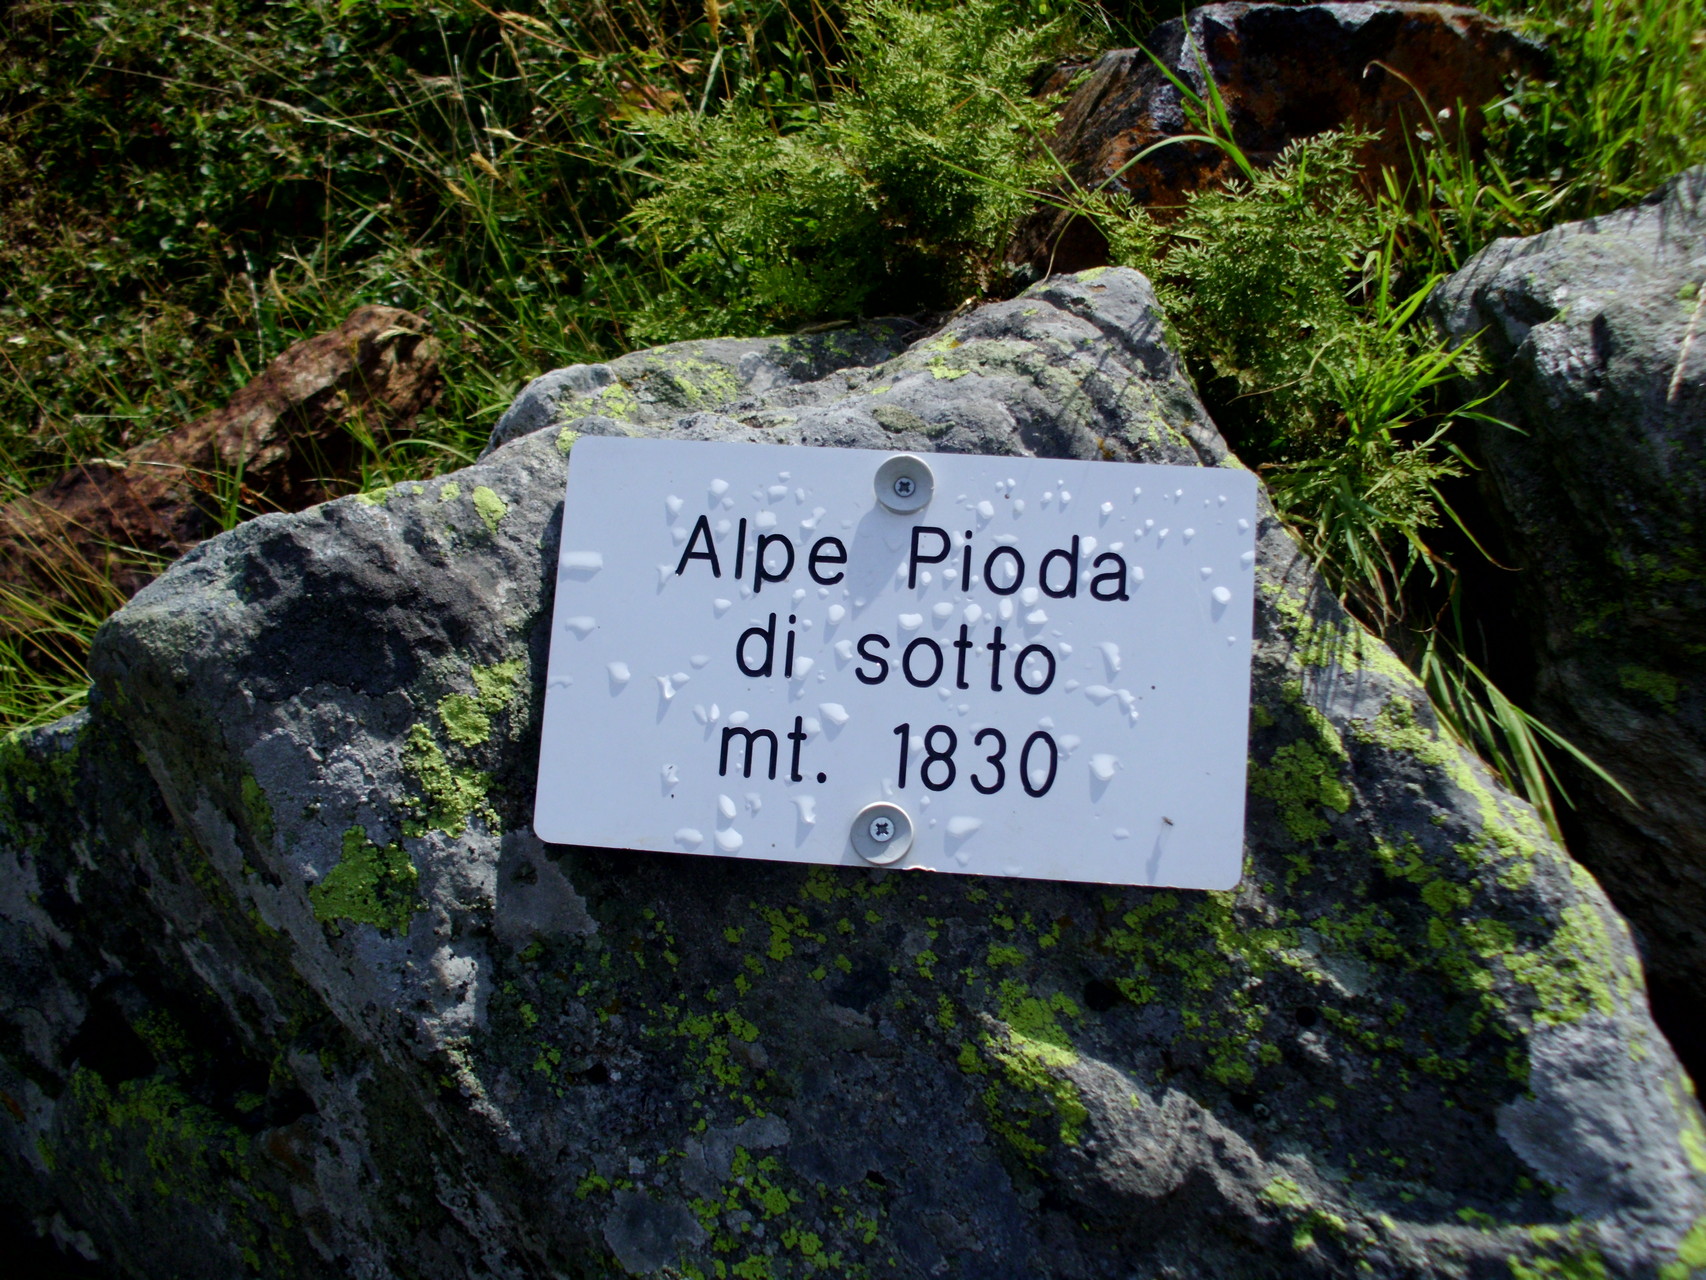 Alpe Pioda
di sotto
mt. 1830